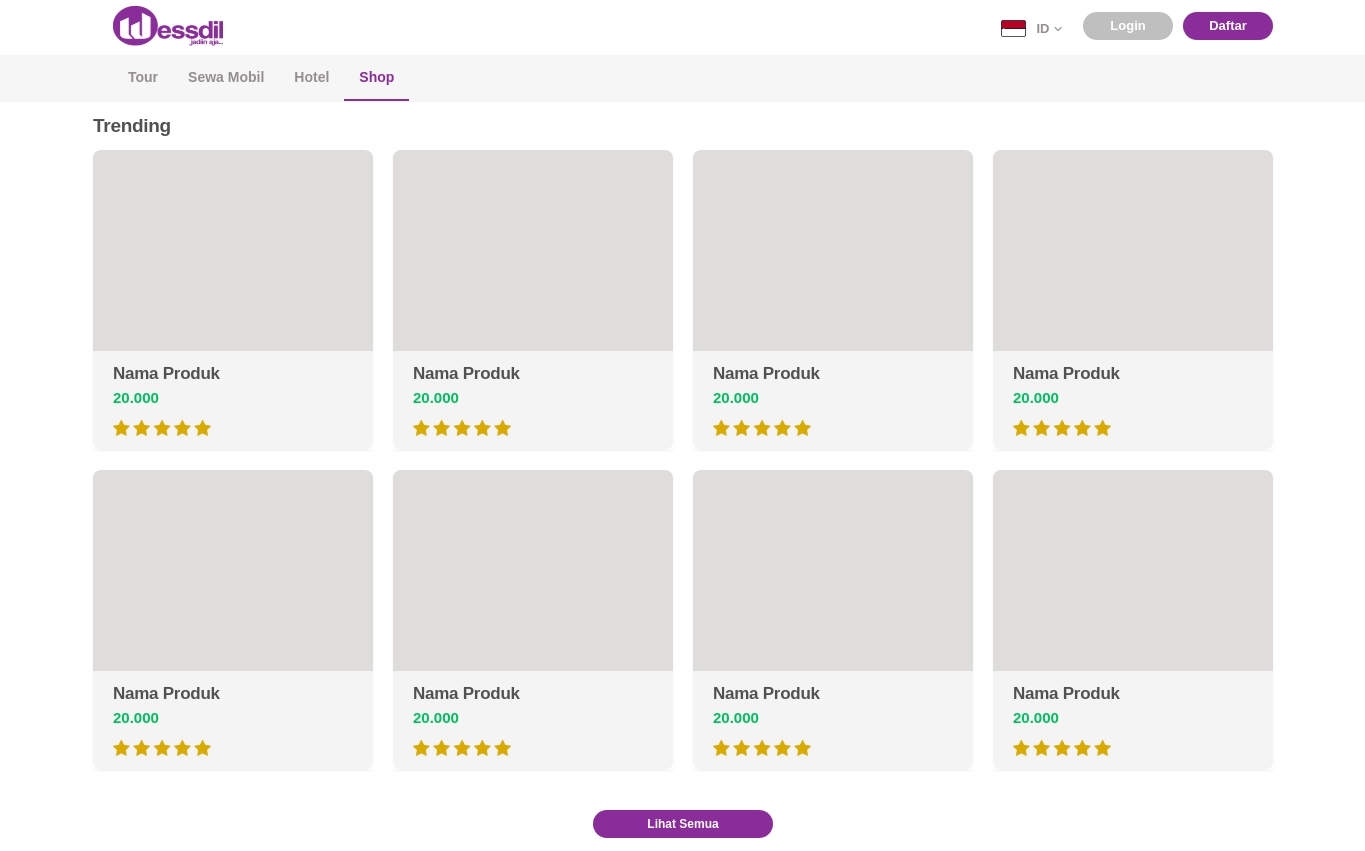 essdil
jadiin aja...
ID
Login
Daftar
Tour
Sewa Mobil
Hotel
Shop
Trending
Nama Produk
20.000
Nama Produk
20.000
Nama Produk
20.000
Nama Produk
20.000
Nama Produk
20.000
Nama Produk
20.000
Nama Produk
20.000
Nama Produk
20.000
Lihat Semua